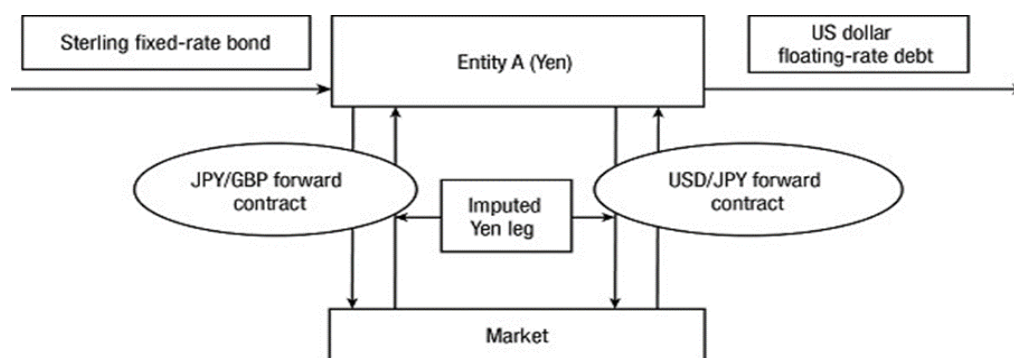 Sterling fixed-rate bond
Entity A (Yen)
US dollar
floating-rate debt
JPY/GBP forward
contract
Imputed
Yen leg
USD/JPY forward
contract
Market